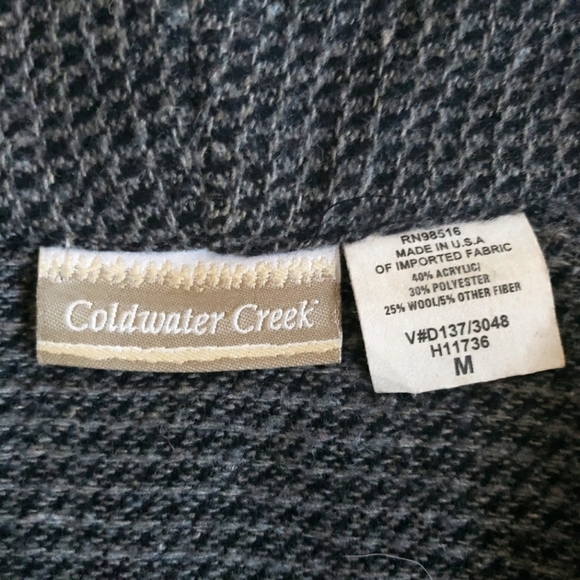 Coldwater Creek
RN98516
MADE IN U.S.A
OF IMPORTED FABRIC
40% ACRYLIC/
30% POLYESTER
25% WOOL/5% OTHER FIBER
V#D137/3048
H11736
M